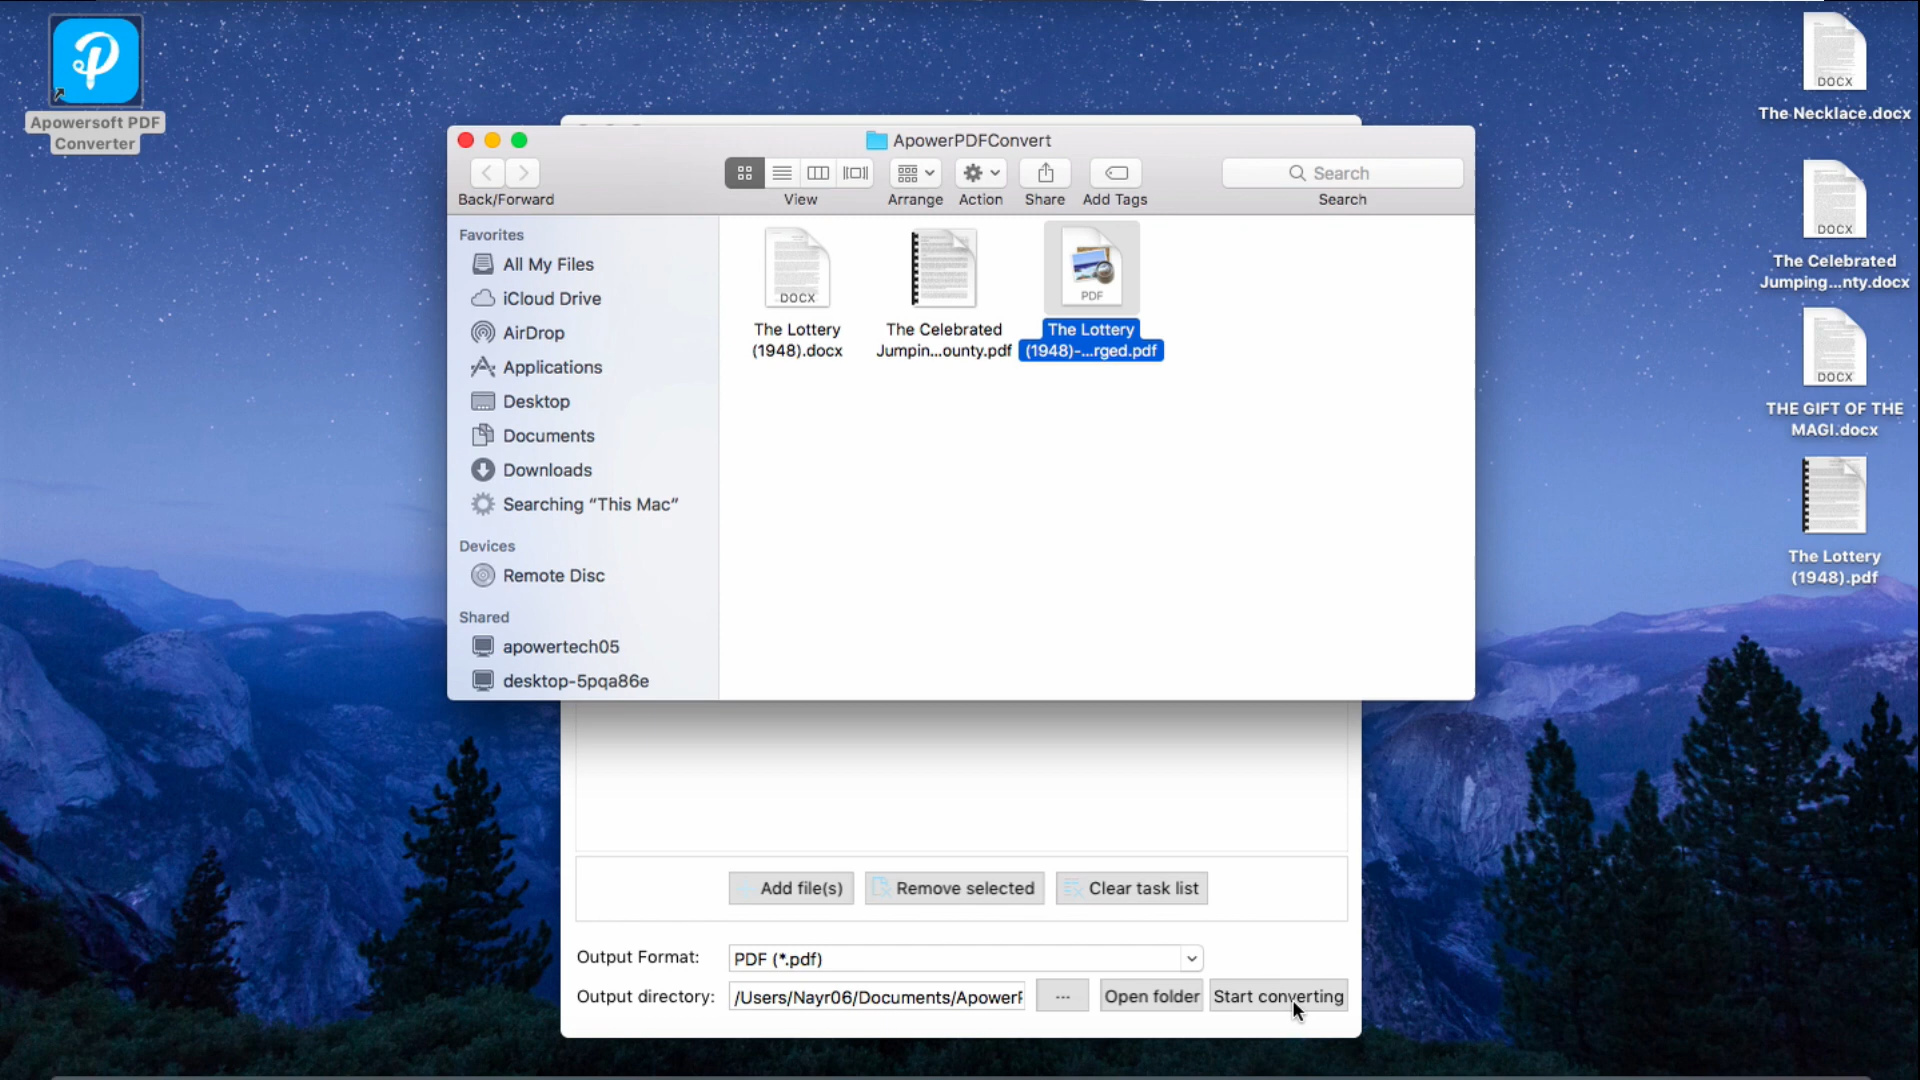 Apowersoft PDF
Converter
ApowerPDFConvert
Search
Back/Forward
View
Arrange
Action
Share
Add Tags
Search
Favorites
All My Files
iCloud Drive
AirDrop
Applications
Desktop
Documents
Downloads
Searching “This Mac”
Devices
Remote Disc
Shared
apowertech05
desktop-5pqa86e
DOCX
The Lottery
(1948).docx
The Celebrated
Jumpin...ounty.pdf
PDF
The Lottery
(1948)-...rged.pdf
Add file(s)
Remove selected
Clear task list
Output Format:
PDF (*.pdf)
Output directory:
/Users/Nayr06/Documents/Apower
...
Open folder
Start converting
DOCX
The Necklace.docx
DOCX
The Celebrated
Jumping...nty.docx
DOCX
THE GIFT OF THE
MAGI.docx
The Lottery
(1948).pdf